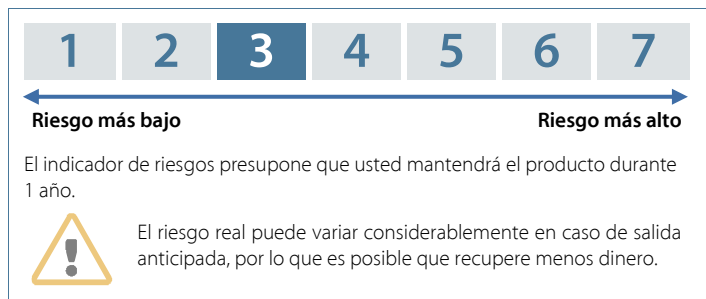 1 2 3 4 5 6 7
Riesgo más bajo Riesgo más alto
El indicador de riesgos presupone que usted mantendrá el producto durante
1 año.
El riesgo real puede variar considerablemente en caso de salida
anticipada, por lo que es posible que recupere menos dinero.